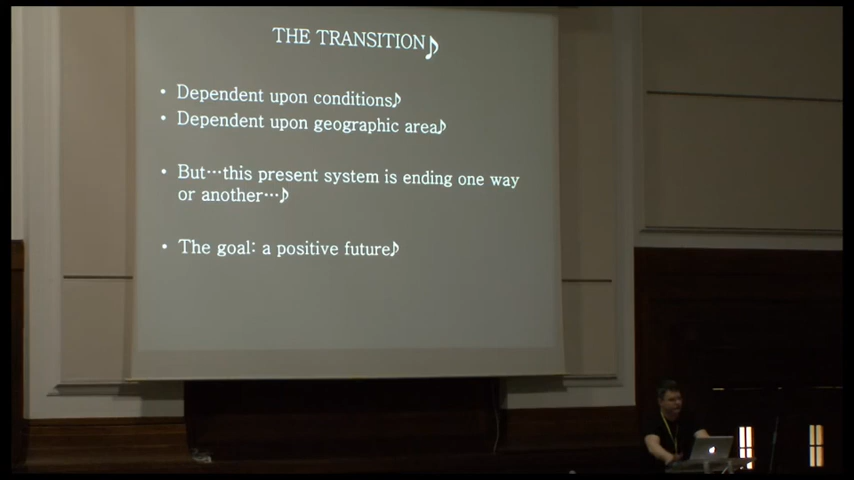 THE TRANSITION♪
• Dependent upon conditions♪
• Dependent upon geographic area♪
• But…this present system is ending one way
or another…♪
• The goal: a positive future♪